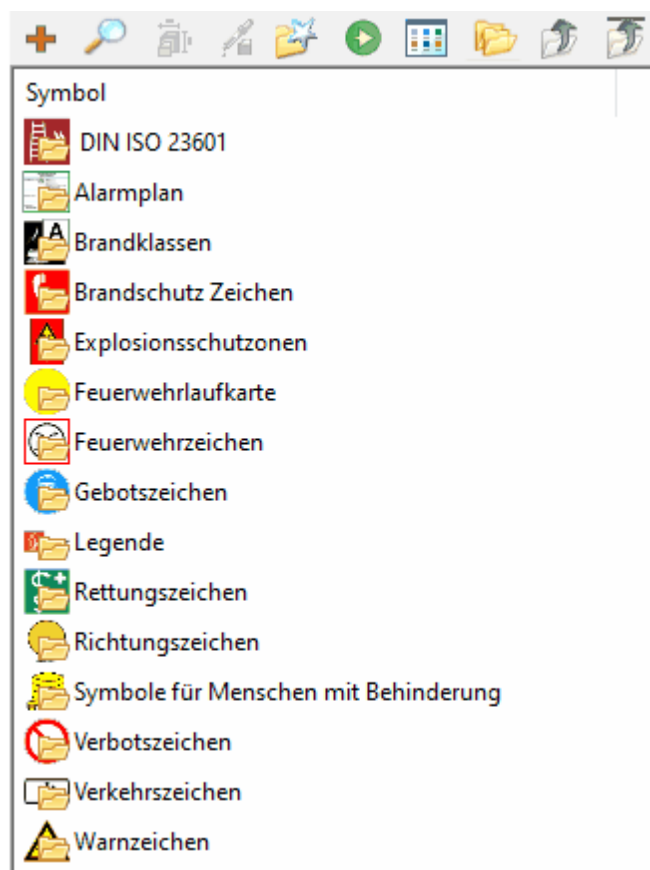 Symbol
DIN ISO 23601
Alarmplan
A
Brandklassen
Brandschutz Zeichen
Explosionsschutzonen
Feuerwehrlaufkarte
Feuerwehrzeichen
Gebotszeichen
Legende
Rettungszeichen
Richtungszeichen
Symbole für Menschen mit Behinderung
Verbotszeichen
Verkehrszeichen
Warnzeichen